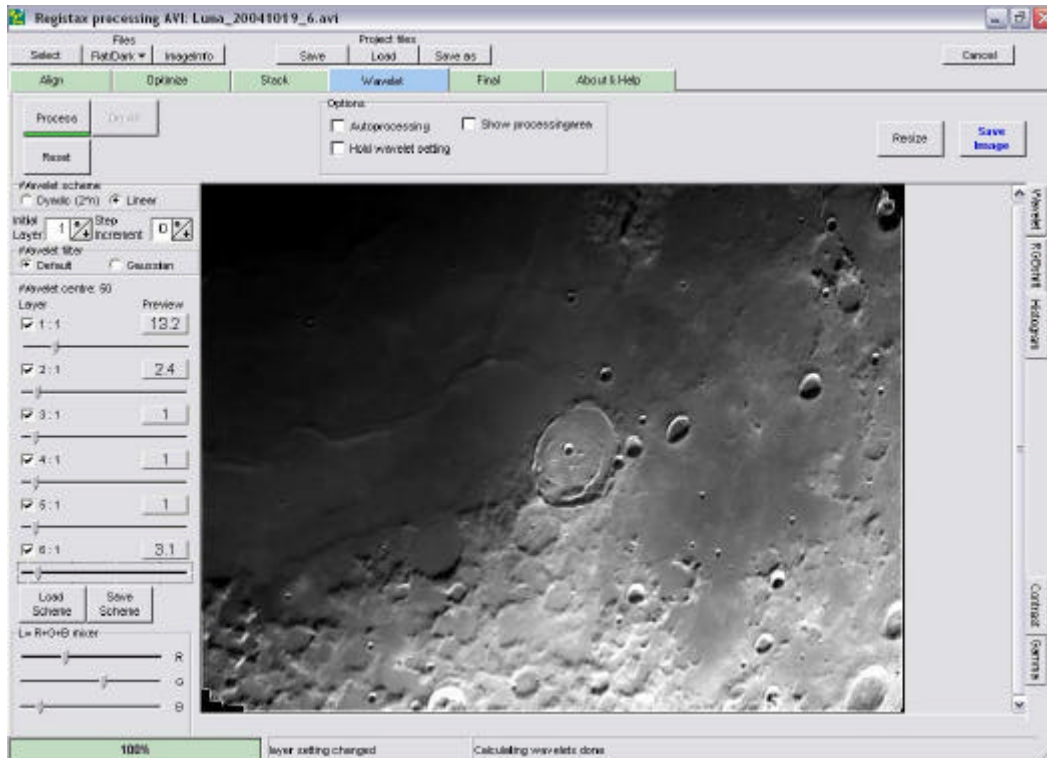 Registax processing AVI: Luna_20041019_6.avi
Files
Project files
Select Flat/Dark ImageInfo Save Load Save as Cancel
Align Optimize Stack Wavelet Final About & Help
Process Do All
Reset
Options
Autoprocessing Show processingarea
Hold wavelet setting
Resize Save Image
Wavelet scheme
Dyadic (2^n) Linear
Initial Layer 1 Step Increment 0
Wavelet filter
Default Gaussian
Wavelet centre: 60
Layer Preview
1 : 1 13.2
2 : 1 2.4
3 : 1 1
4 : 1 1
5 : 1 1
6 : 1 3.1
Load Scheme Save Scheme
L= R+G+B mixer
R
G
B
Wavelet
RGBshift
Histogram
Contrast
Gamma
100% layer setting changed Calculating wavelets done